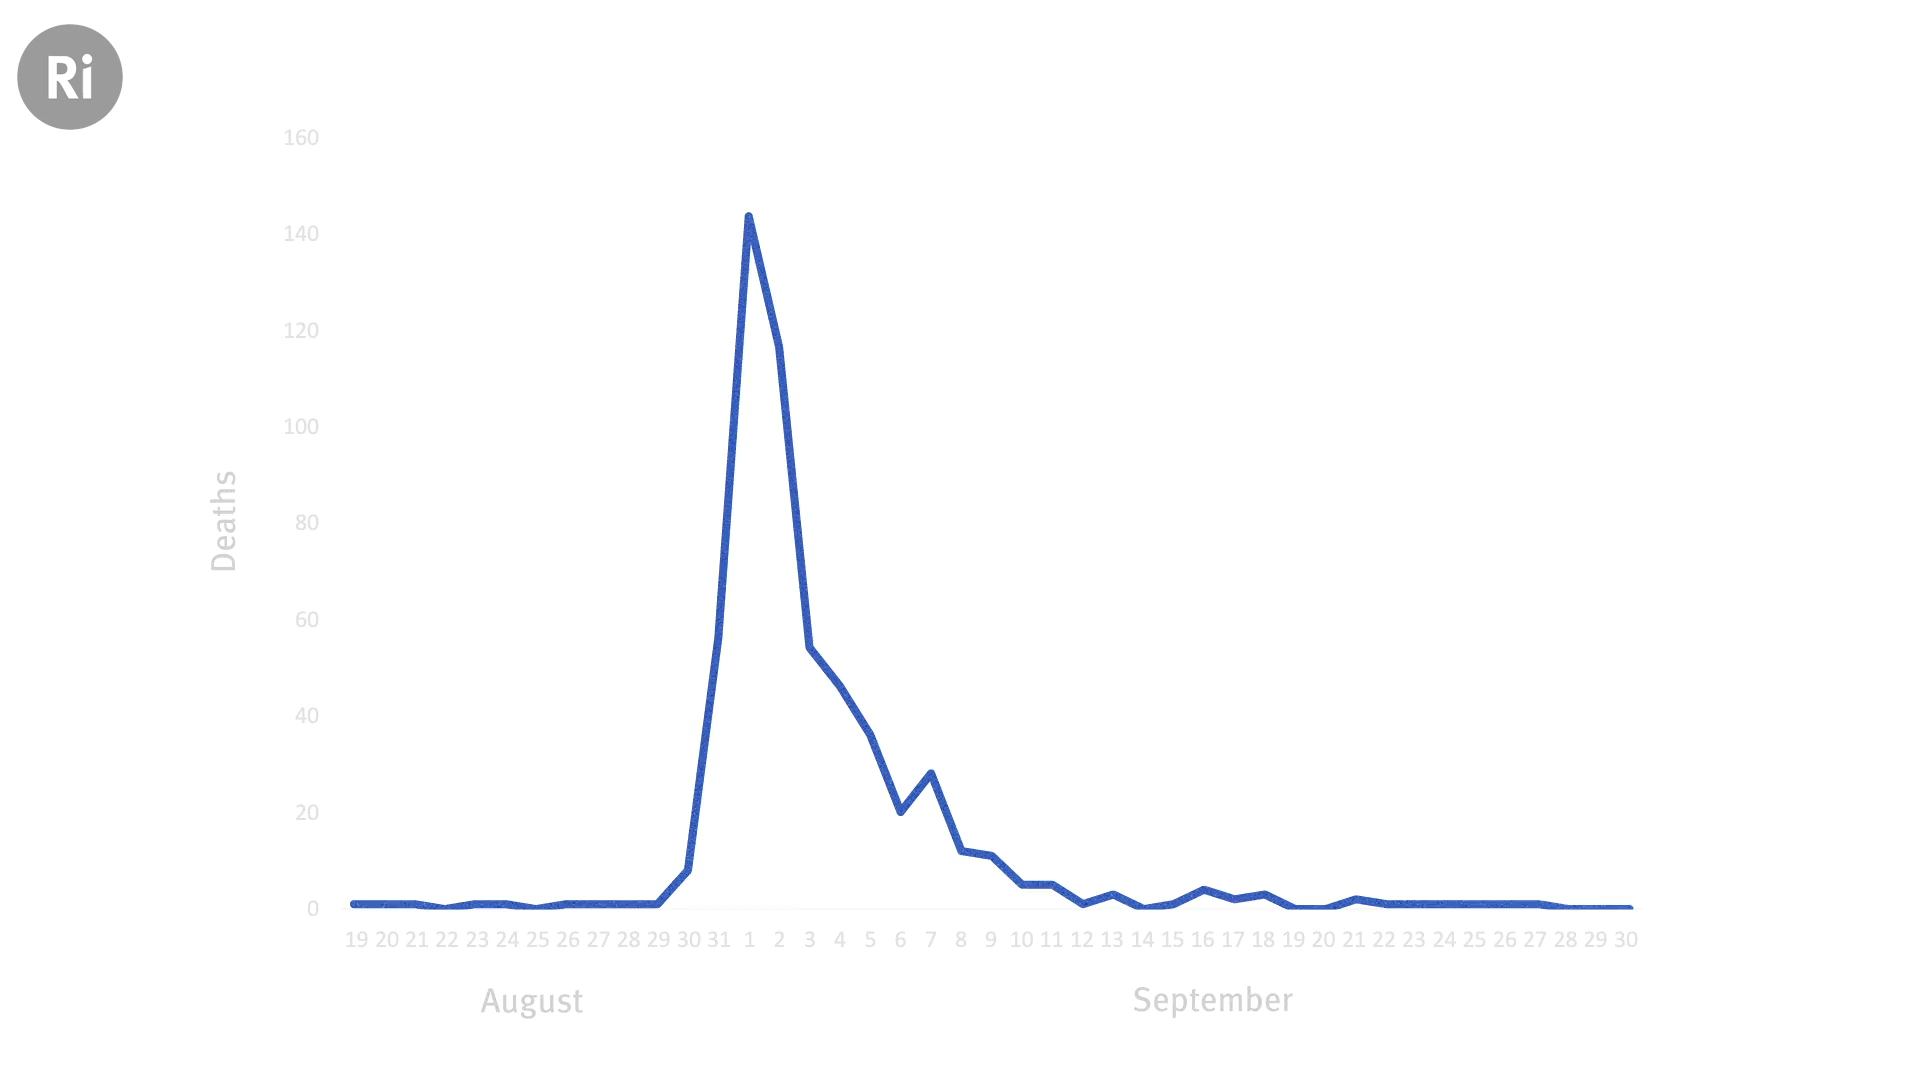 Ri
160
140
120
100
80
60
40
20
0
Deaths
19 20 21 22 23 24 25 26 27 28 29 30 31 1 2 3 4 5 6 7 8 9 10 11 12 13 14 15 16 17 18 19 20 21 22 23 24 25 26 27 28 29 30
August September